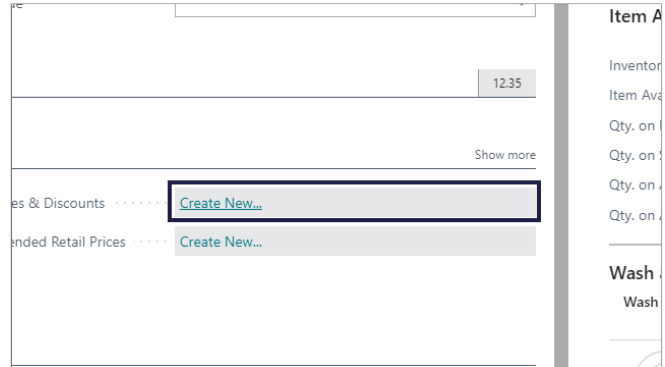 Item A
Inventor
Item Ava
12.35
Qty. on
Show more
Qty. on
es & Discounts Create New...
Qty. on
Qty. on
ended Retail Prices Create New...
Wash
Wash